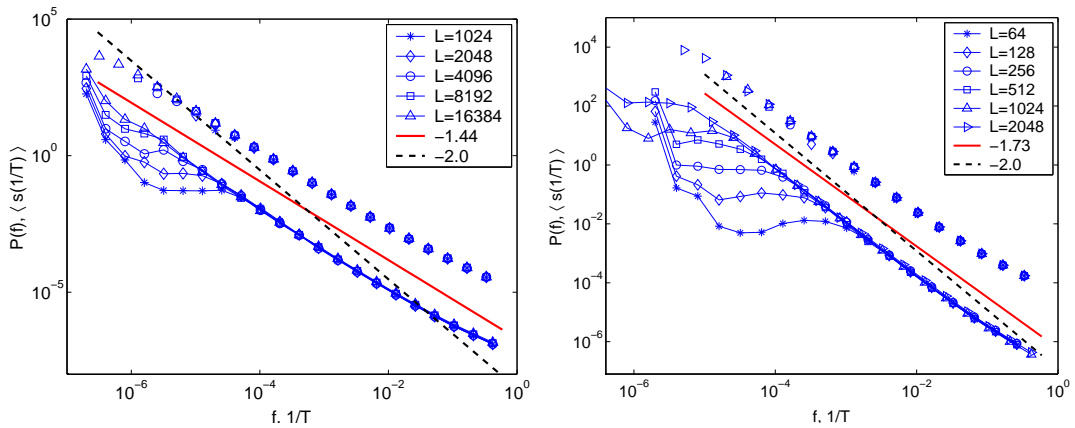 10^5
10^0
10^-5
P(f), ⟨ s(1/T) ⟩
10^-6
10^-4
10^-2
10^0
f, 1/T
L=1024
L=2048
L=4096
L=8192
L=16384
−1.44
−2.0
10^4
10^2
10^0
10^-2
10^-4
10^-6
P(f), ⟨ s(1/T) ⟩
10^-6
10^-4
10^-2
10^0
f, 1/T
L=64
L=128
L=256
L=512
L=1024
L=2048
−1.73
−2.0